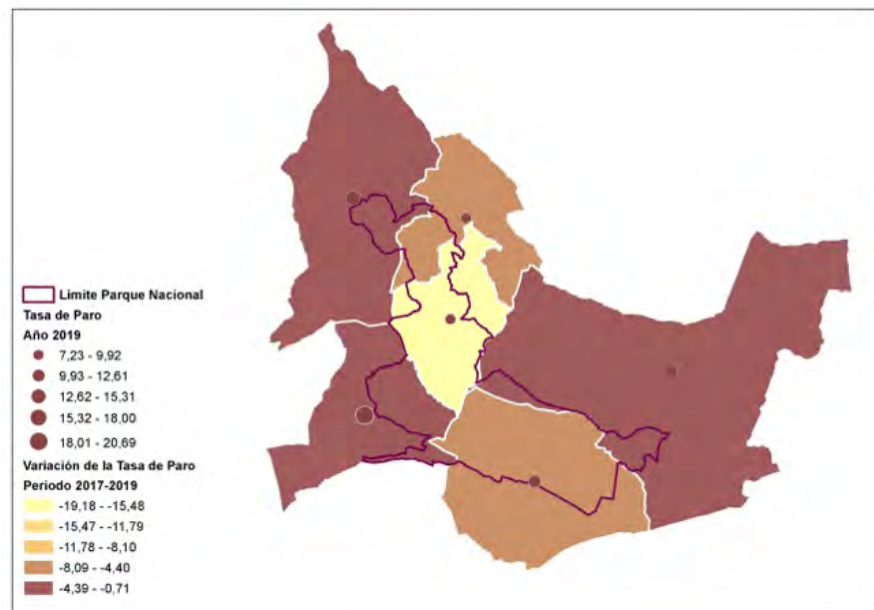 Límite Parque Nacional
Tasa de Paro
Año 2019
7,23 - 9,92
9,93 - 12,61
12,62 - 15,31
15,32 - 18,00
18,01 - 20,69
Variación de la Tasa de Paro
Periodo 2017-2019
-19,18 - -15,48
-15,47 - -11,79
-11,78 - -8,10
-8,09 - -4,40
-4,39 - -0,71